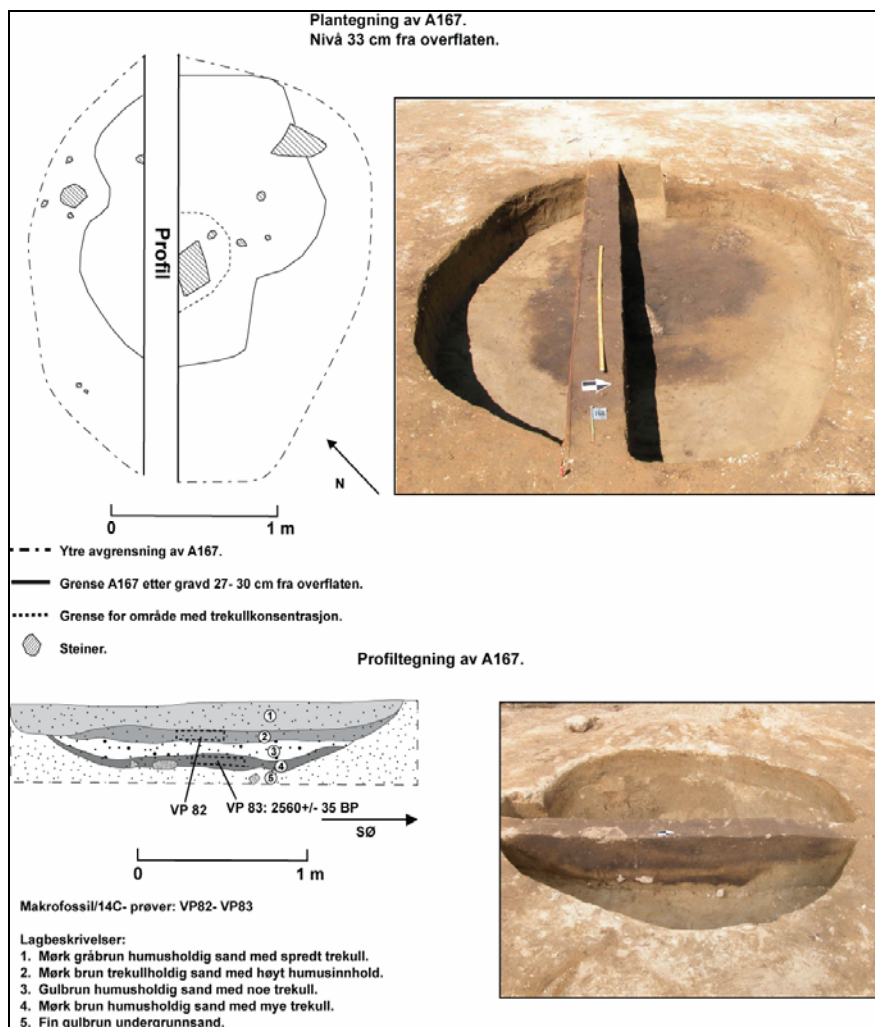 Plantegning av A167.
Nivå 33 cm fra overflaten.
Profil
N
0 1 m
Ytre avgrensning av A167.
Grense A167 etter gravd 27- 30 cm fra overflaten.
Grense for område med trekullkonsentrasjon.
Steiner.
Profiltegning av A167.
1
2
3
4
5
VP 82 VP 83: 2560+/- 35 BP
SØ
0 1 m
Makrofossil/14C- prøver: VP82- VP83
Lagbeskrivelser:
1. Mørk gråbrun humusholdig sand med spredt trekull.
2. Mørk brun trekullholdig sand med høyt humusinnhold.
3. Gulbrun humusholdig sand med noe trekull.
4. Mørk brun humusholdig sand med mye trekull.
5. Fin gulbrun undergrunnsand.